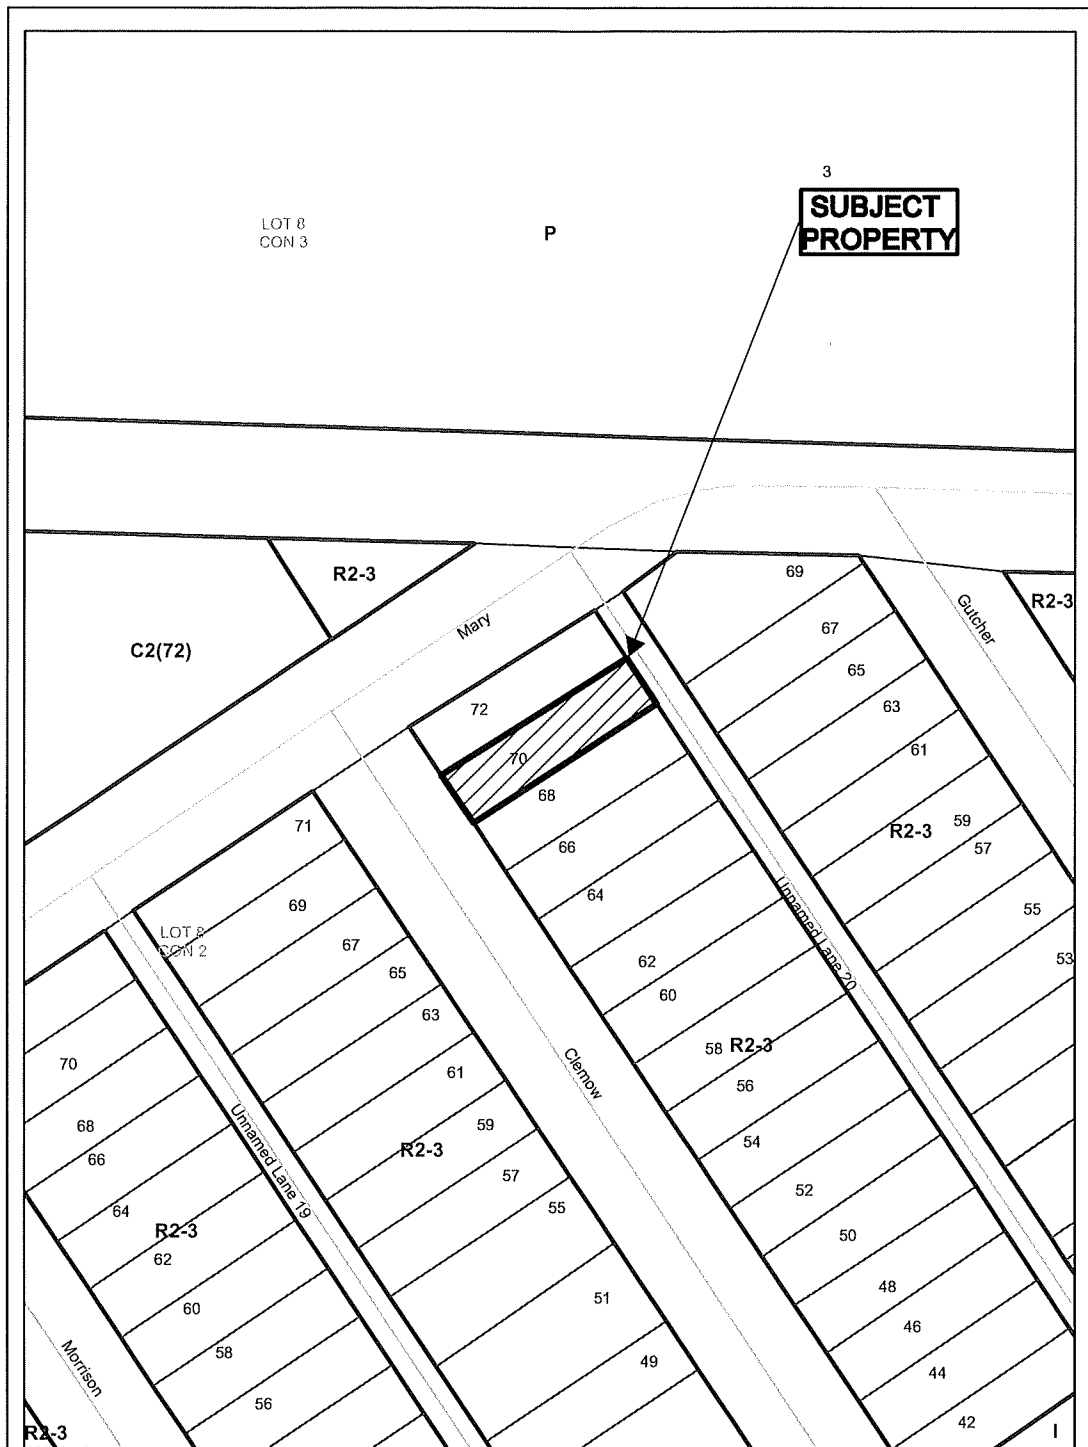 3
SUBJECT
PROPERTY
LOT 8
CON 3
P
R2-3
C2(72)
Mary
69
67
65
63
61
59
57
55
53
R2-3
Gutcher
R2-3
72
70
68
66
64
62
60
58
R2-3
56
54
52
50
48
46
44
42
I
Unnamed Lane 20
Clemow
71
69
67
65
63
61
59
57
55
51
49
R2-3
LOT 8
CON 2
Unnamed Lane 19
70
68
66
64
R2-3
62
60
58
56
Morrison
R2-3